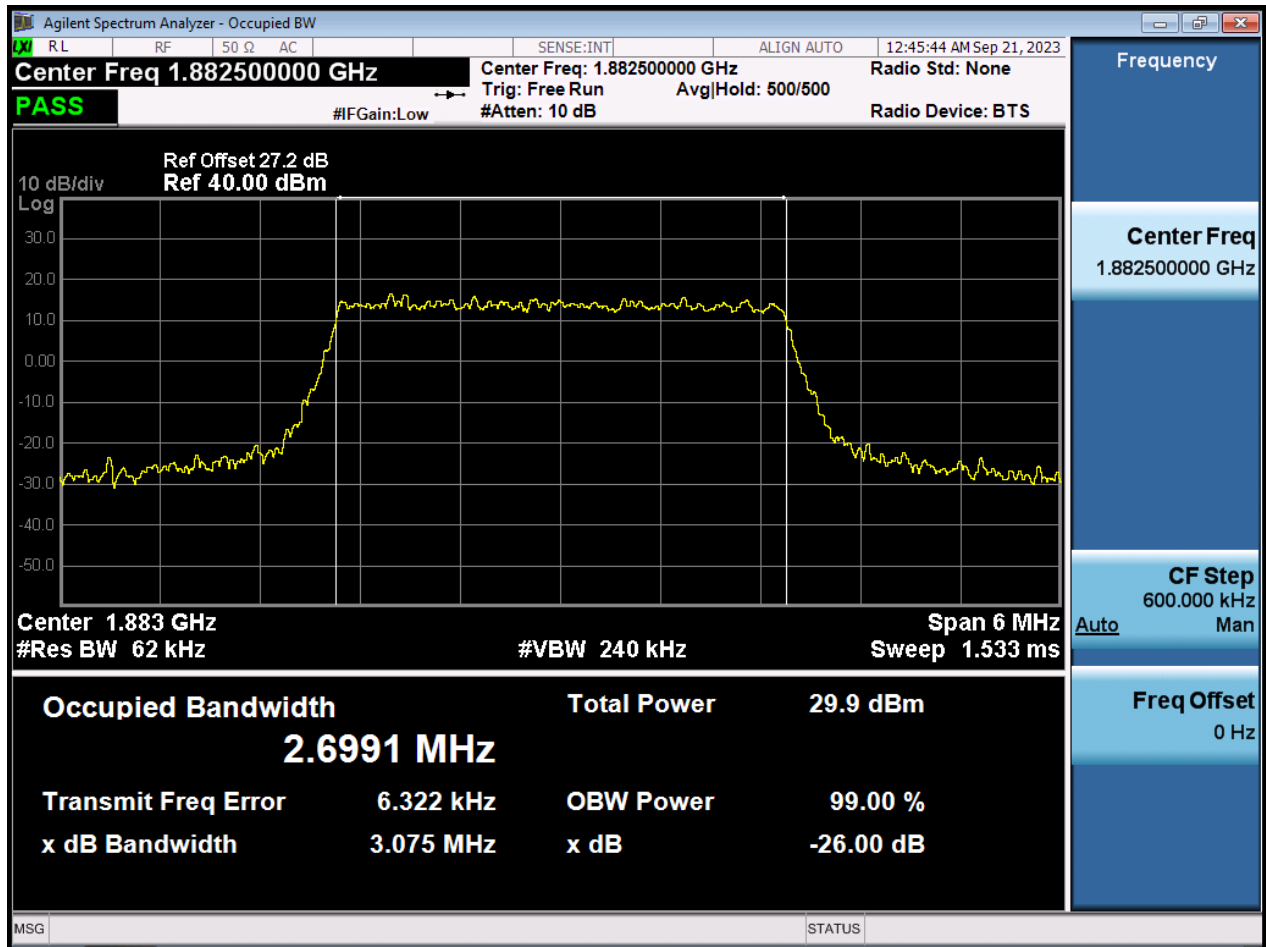 Agilent Spectrum Analyzer - Occupied BW
LXI RL RF 50 Ω AC SENSE:INT ALIGN AUTO 12:45:44 AM Sep 21, 2023
Center Freq 1.882500000 GHz
Center Freq: 1.882500000 GHz
Radio Std: None
Trig: Free Run Avg|Hold: 500/500
PASS
#IFGain:Low
#Atten: 10 dB
Radio Device: BTS
Ref Offset 27.2 dB
10 dB/div Ref 40.00 dBm
Log
30.0
20.0
10.0
0.00
-10.0
-20.0
-30.0
-40.0
-50.0
Center 1.883 GHz Span 6 MHz
#Res BW 62 kHz #VBW 240 kHz Sweep 1.533 ms
Occupied Bandwidth Total Power 29.9 dBm
2.6991 MHz
Transmit Freq Error 6.322 kHz OBW Power 99.00 %
x dB Bandwidth 3.075 MHz x dB -26.00 dB
MSG STATUS
Frequency
Center Freq
1.882500000 GHz
CF Step
600.000 kHz
Auto Man
Freq Offset
0 Hz